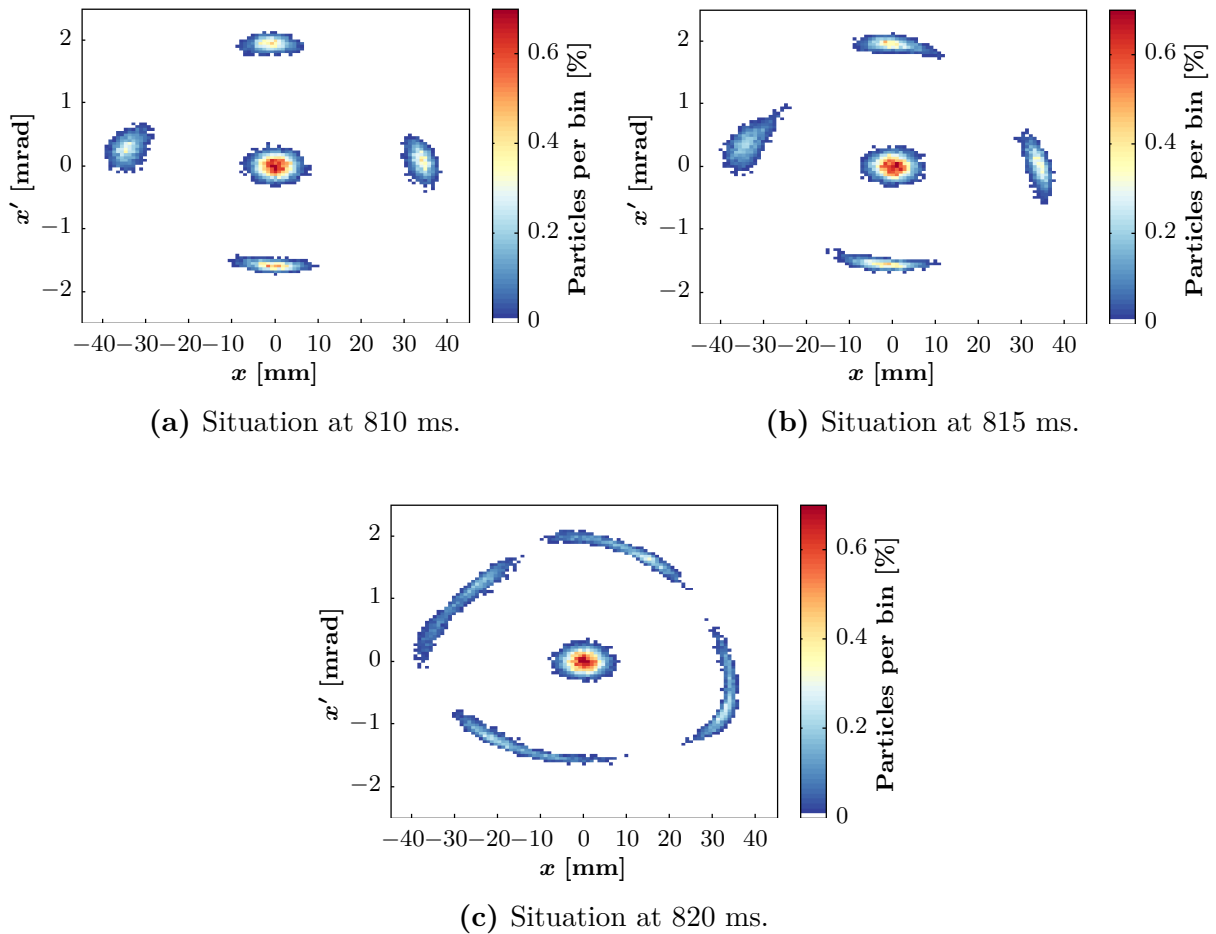 2
1
0
−1
−2
x′ [mrad]
−40 −30 −20 −10 0 10 20 30 40
x [mm]
0.6
0.4
0.2
0
Particles per bin [%]
(a) Situation at 810 ms.
2
1
0
−1
−2
x′ [mrad]
−40 −30 −20 −10 0 10 20 30 40
x [mm]
0.6
0.4
0.2
0
Particles per bin [%]
(b) Situation at 815 ms.
2
1
0
−1
−2
x′ [mrad]
−40 −30 −20 −10 0 10 20 30 40
x [mm]
0.6
0.4
0.2
0
Particles per bin [%]
(c) Situation at 820 ms.